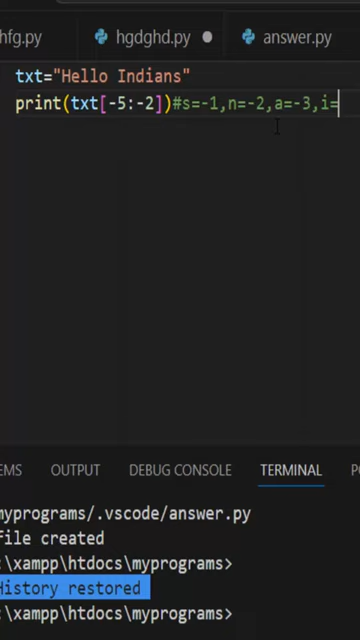 hfg.py hgdghd.py answer.py
txt="Hello Indians"
print(txt[-5:-2])#s=-1,n=-2,a=-3,i=
EMS OUTPUT DEBUG CONSOLE TERMINAL PO
myprograms/.vscode/answer.py
file created
:\xampp\htdocs\myprograms>
History restored
:\xampp\htdocs\myprograms>